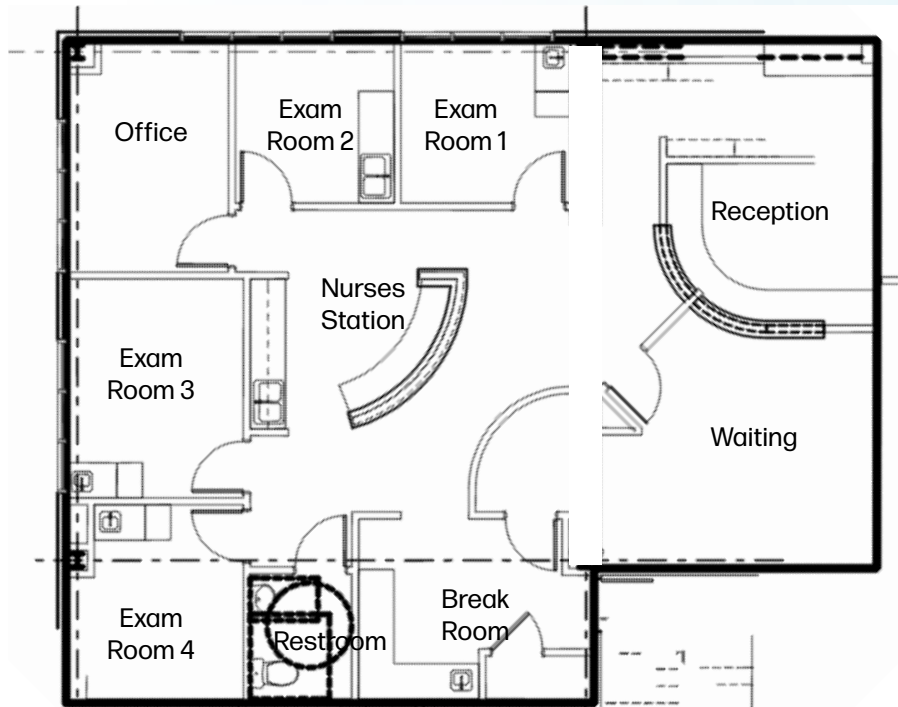 Office
Exam
Room 2
Exam
Room 1
Reception
Nurses
Station
Exam
Room 3
Waiting
Exam
Room 4
Restroom
Break
Room